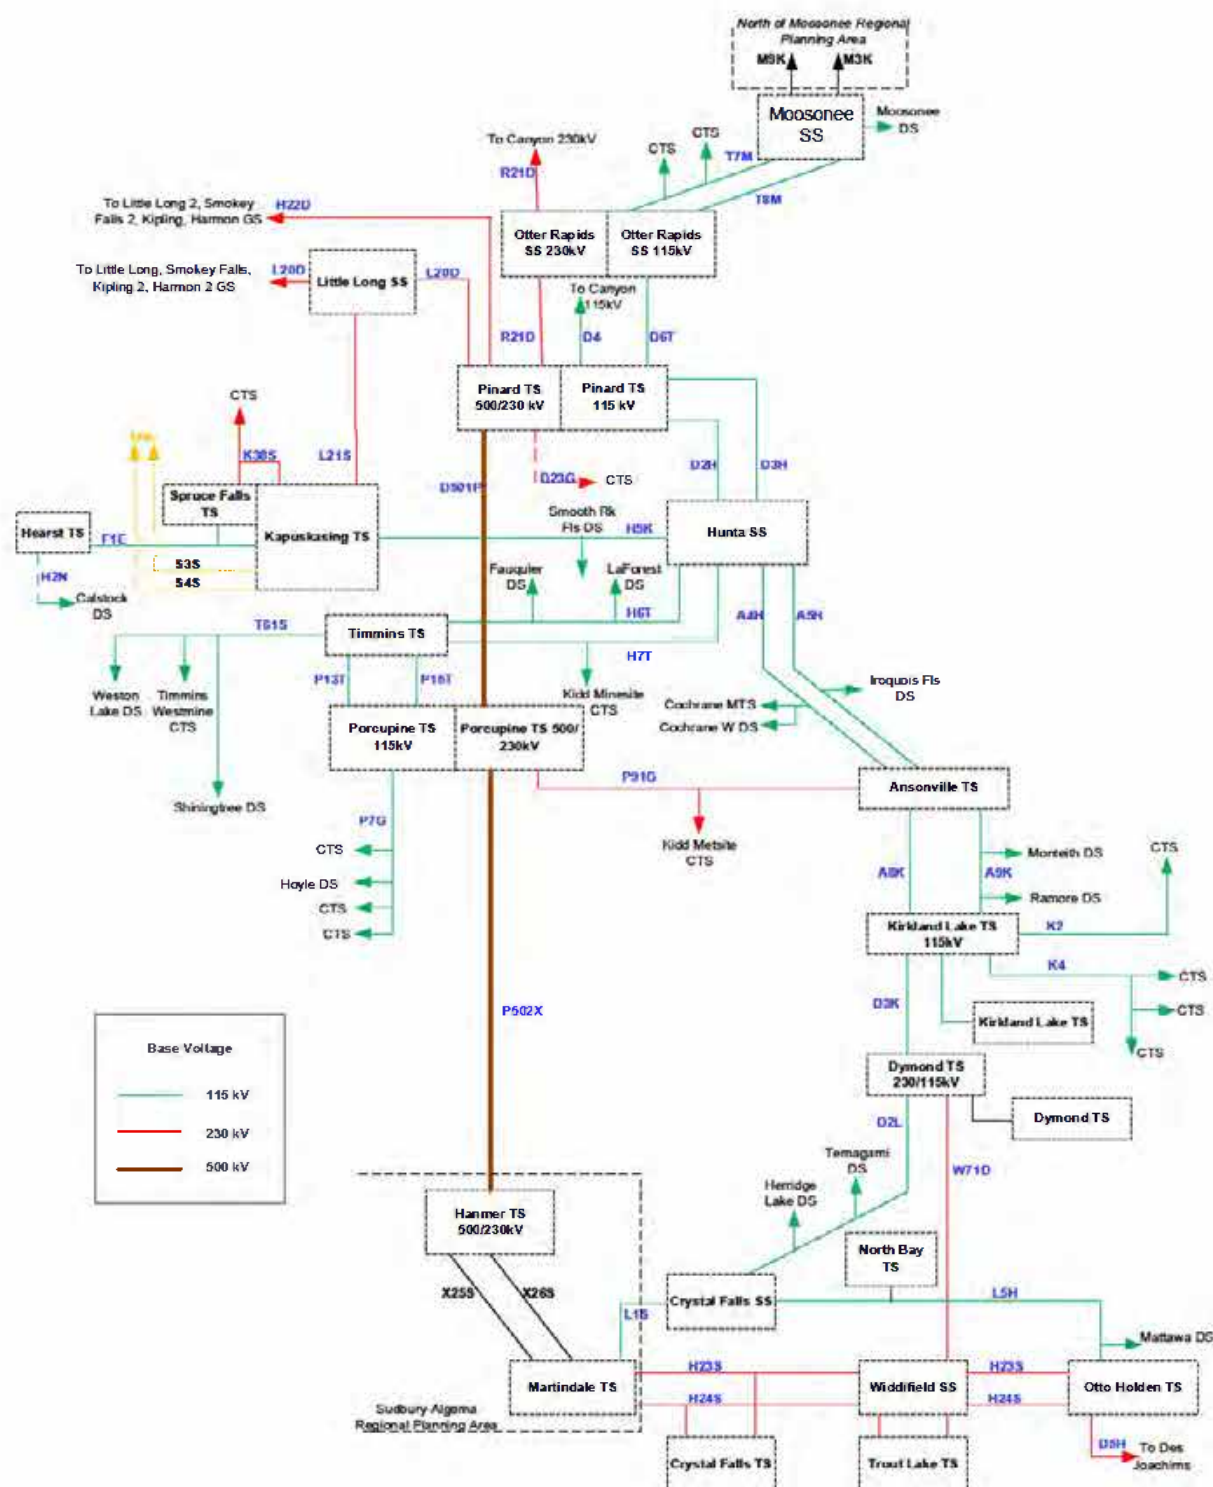 North of Moosonee Regional
Planning Area
M9K
M3K
Moosonee
SS
Moosonee
DS
CTS
CTS
T7M
T8M
To Canyon 230kV
R21D
To Little Long 2, Smokey
Falls 2, Kipling, Harmon GS
H22D
Otter Rapids
SS 230kV
Otter Rapids
SS 115kV
To Little Long, Smokey Falls,
Kipling 2, Harmon 2 GS
L20D
Little Long SS
L20D
To Canyon
115kV
R21D
D4
D6T
Pinard TS
500/230 kV
Pinard TS
115 kV
CTS
K38S
L21S
D501P
D23G
CTS
D2H
D3H
Spruce Falls
TS
Kapuskasing TS
Hearst TS
F1E
S3S
S4S
H2N
Calstock
DS
Smooth Rk
Fls DS
H9K
Hunta SS
Fauquier
DS
LaForest
DS
H6T
A4H
A5H
T61S
Timmins TS
H7T
Weston
Lake DS
Timmins
Westmine
CTS
P13T
P15T
Kidd Minesite
CTS
Iroquois Fls
DS
Cochrane MTS
Cochrane W DS
Porcupine TS
115kV
Porcupine TS 500/
230kV
Shiningtree DS
P91G
Ansonville TS
P7G
Kidd Metsite
CTS
CTS
Hoyle DS
CTS
CTS
A8K
A9K
Monteith DS
Ramore DS
CTS
Kirkland Lake TS
115kV
K2
K4
CTS
CTS
CTS
D3K
Kirkland Lake TS
P502X
Base Voltage
115 kV
230 kV
500 kV
Dymond TS
230/115kV
Dymond TS
D2L
W71D
Temagami
DS
Herridge
Lake DS
Hanmer TS
500/230kV
North Bay
TS
X25S
X26S
L1S
Crystal Falls SS
L5H
Mattawa DS
Martindale TS
H23S
H24S
Widdifield SS
H23S
H24S
Otto Holden TS
Sudbury-Algoma
Regional Planning Area
Crystal Falls TS
Trout Lake TS
D5H
To Des
Joachims